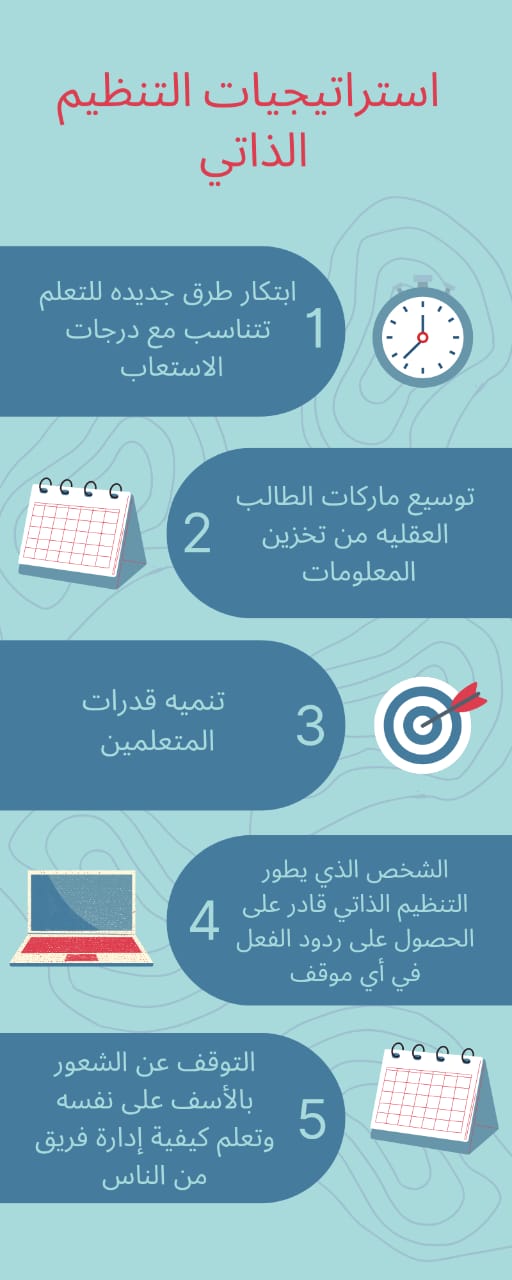 استراتيجيات التنظيم
الذاتي
ابتكار طرق جديده للتعلم
تتناسب مع درجات
الاستعاب
1
توسيع ماركات الطالب
العقليه من تخزين
المعلومات
2
تنميه قدرات
المتعلمين
3
الشخص الذي يطور
التنظيم الذاتي قادر على
الحصول على ردود الفعل
في أي موقف
4
التوقف عن الشعور
بالأسف على نفسه
وتعلم كيفية إدارة فريق
من الناس
5